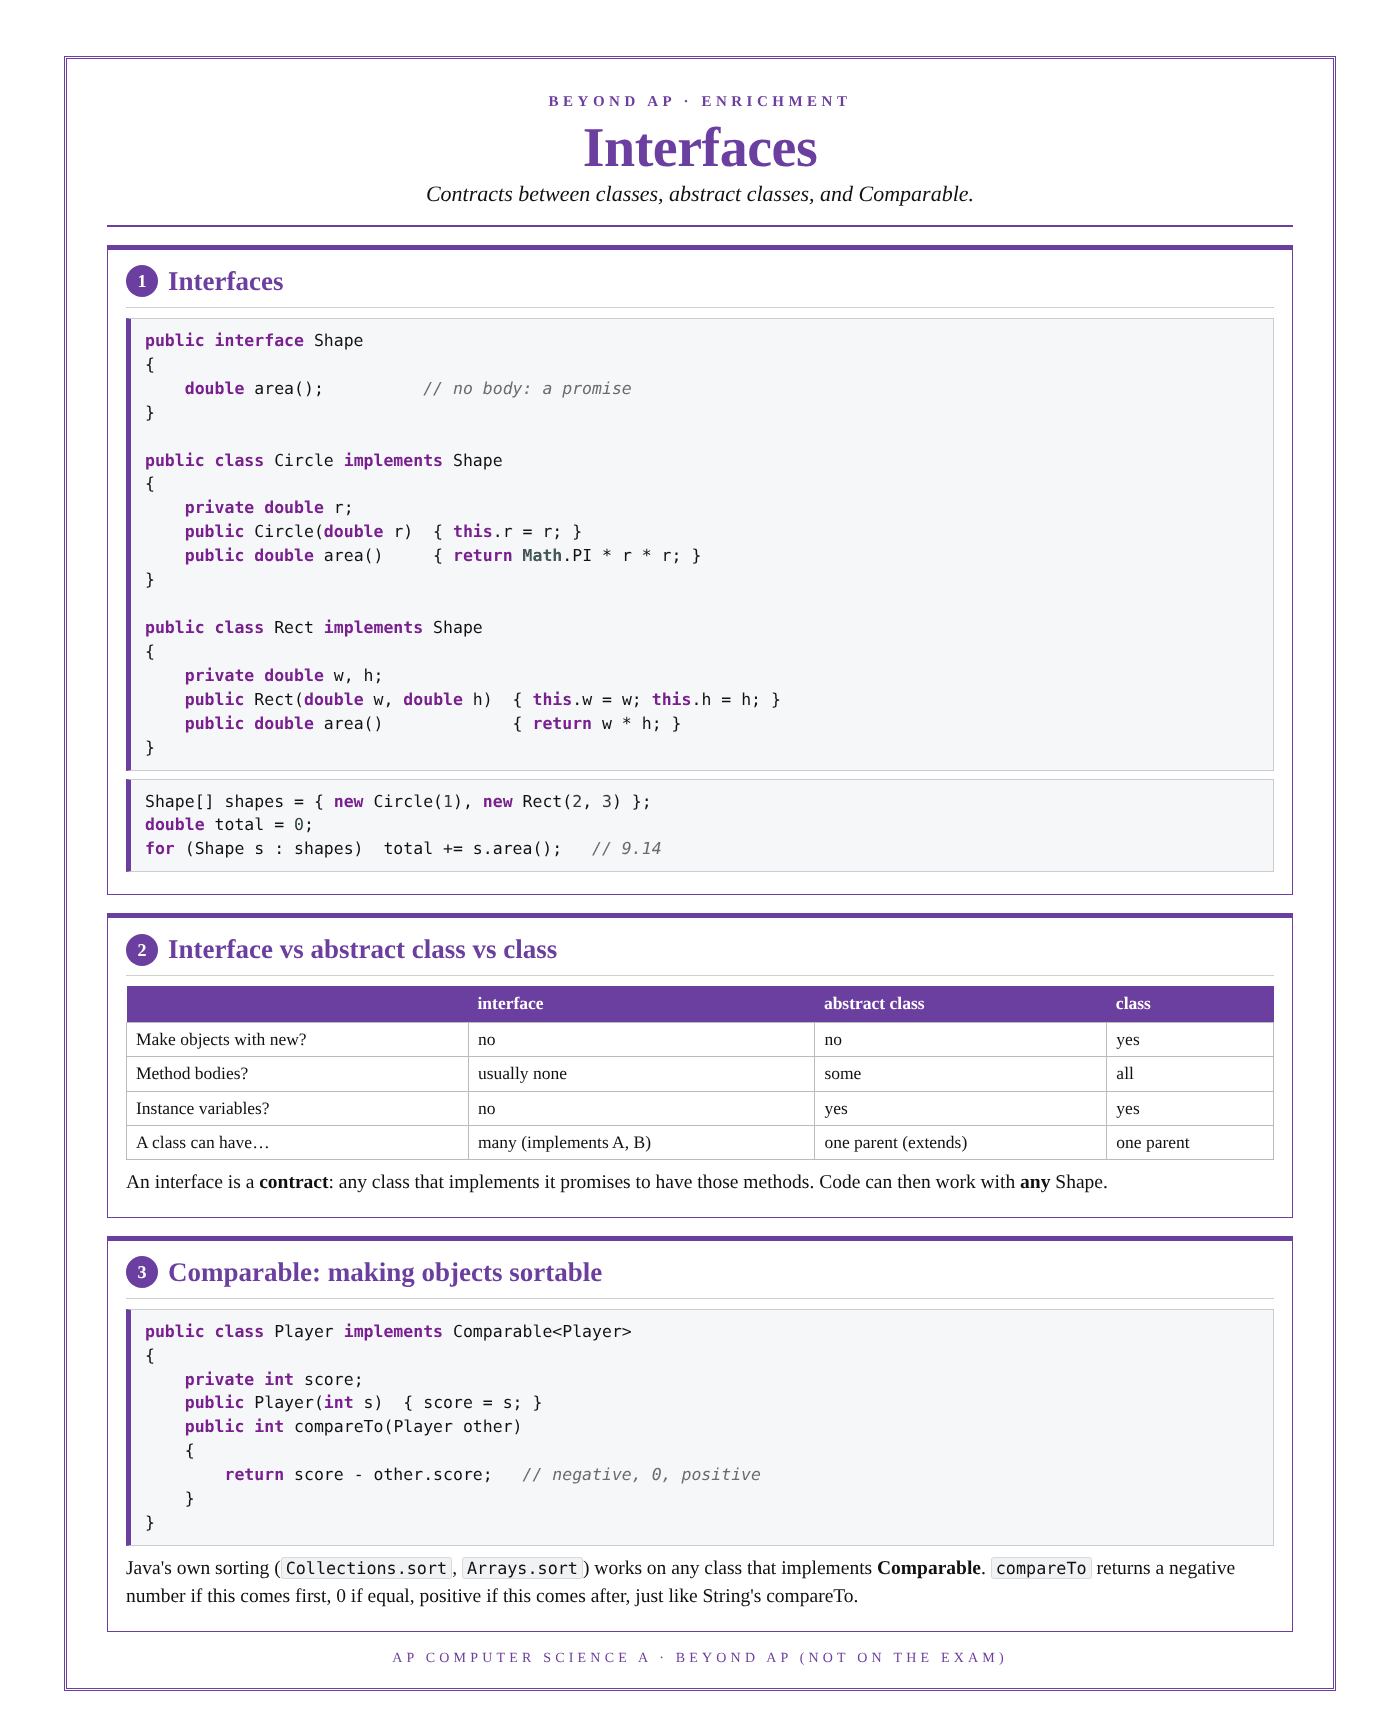 BEYOND AP · ENRICHMENT
Interfaces
Contracts between classes, abstract classes, and Comparable.
1 Interfaces
public interface Shape
{
    double area();          // no body: a promise
}

public class Circle implements Shape
{
    private double r;
    public Circle(double r)  { this.r = r; }
    public double area()     { return Math.PI * r * r; }
}

public class Rect implements Shape
{
    private double w, h;
    public Rect(double w, double h)  { this.w = w; this.h = h; }
    public double area()             { return w * h; }
}
Shape[] shapes = { new Circle(1), new Rect(2, 3) };
double total = 0;
for (Shape s : shapes)  total += s.area();   // 9.14
2 Interface vs abstract class vs class
interface abstract class class
Make objects with new? no no yes
Method bodies? usually none some all
Instance variables? no yes yes
A class can have… many (implements A, B) one parent (extends) one parent
An interface is a contract: any class that implements it promises to have those methods. Code can then work with any Shape.
3 Comparable: making objects sortable
public class Player implements Comparable<Player>
{
    private int score;
    public Player(int s)  { score = s; }
    public int compareTo(Player other)
    {
        return score - other.score;   // negative, 0, positive
    }
}
Java's own sorting (Collections.sort, Arrays.sort) works on any class that implements Comparable. compareTo returns a negative
number if this comes first, 0 if equal, positive if this comes after, just like String's compareTo.
AP COMPUTER SCIENCE A · BEYOND AP (NOT ON THE EXAM)